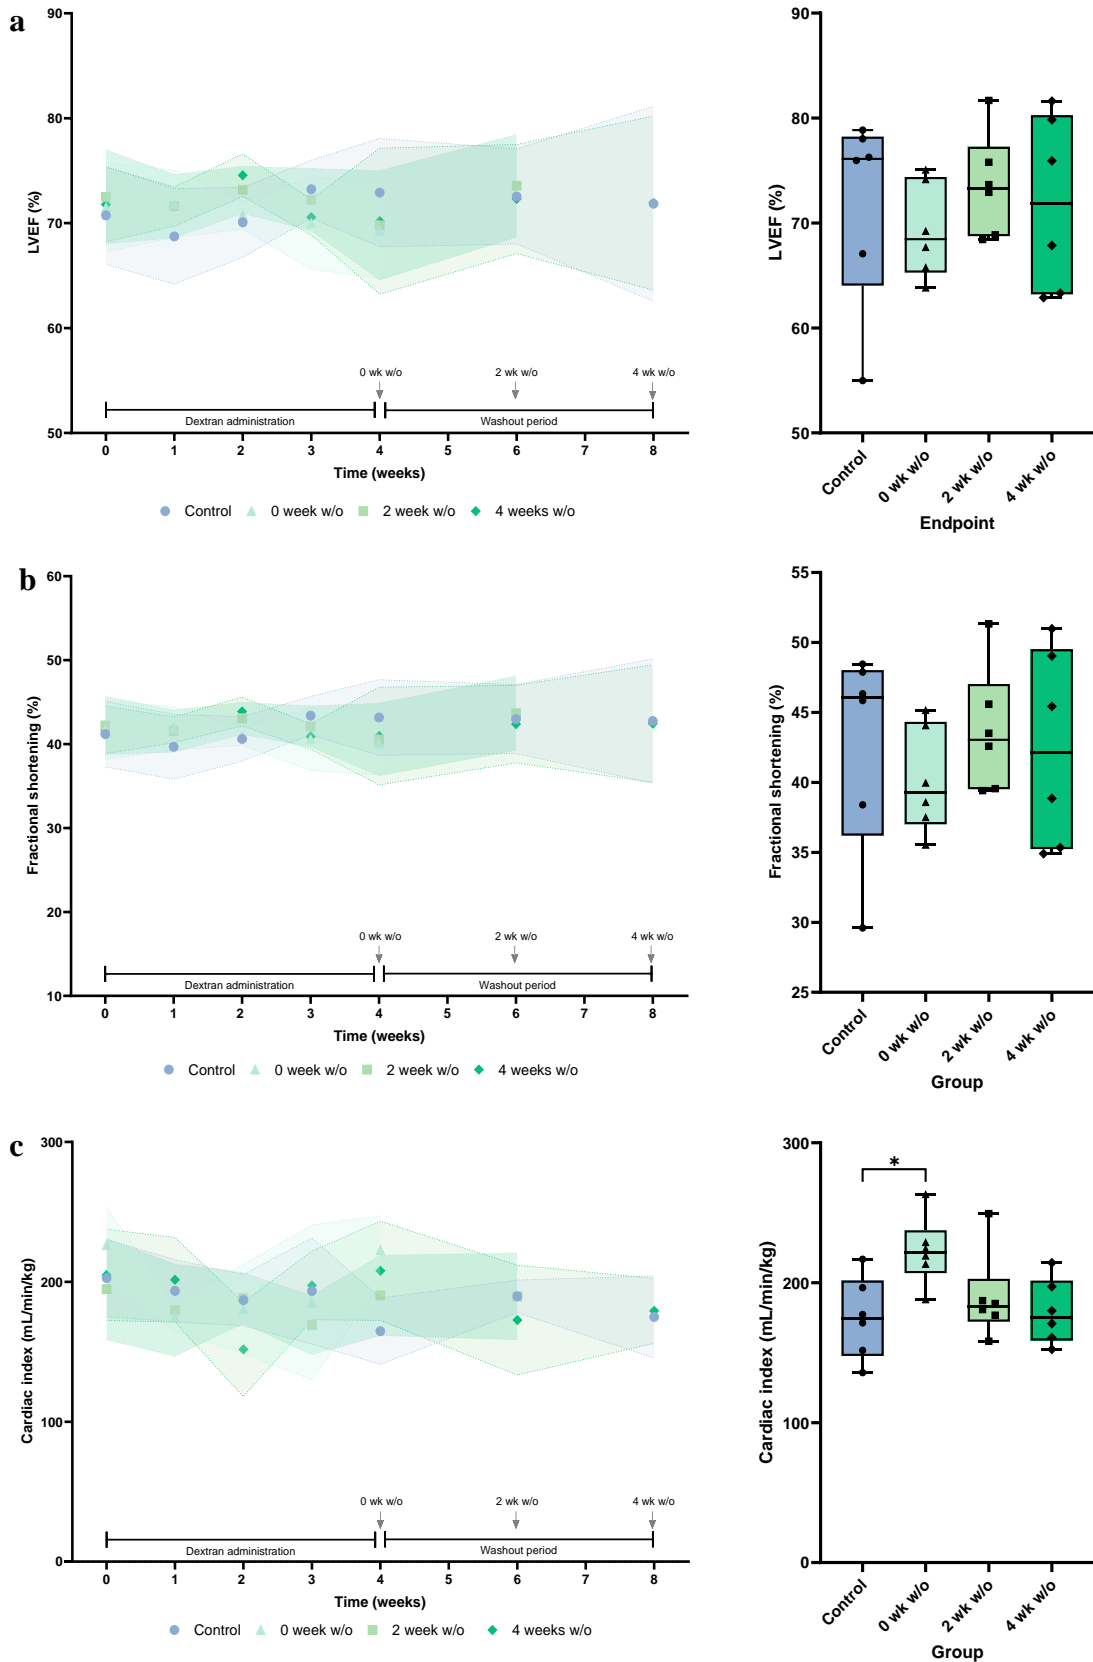 a
90
80
70
60
50
LVEF (%)
0 wk w/o
2 wk w/o
4 wk w/o
Dextran administration
Washout period
0 1 2 3 4 5 6 7 8
Time (weeks)
Control 0 week w/o 2 week w/o 4 weeks w/o
90
80
70
60
50
LVEF (%)
Control
0 wk w/o
2 wk w/o
4 wk w/o
Endpoint
b
60
50
40
30
20
10
Fractional shortening (%)
0 wk w/o
2 wk w/o
4 wk w/o
Dextran administration
Washout period
0 1 2 3 4 5 6 7 8
Time (weeks)
Control 0 week w/o 2 week w/o 4 weeks w/o
55
50
45
40
35
30
25
Fractional shortening (%)
Control
0 wk w/o
2 wk w/o
4 wk w/o
Group
c
300
200
100
0
Cardiac index (mL/min/kg)
0 wk w/o
2 wk w/o
4 wk w/o
Dextran administration
Washout period
0 1 2 3 4 5 6 7 8
Time (weeks)
Control 0 week w/o 2 week w/o 4 weeks w/o
300
200
100
0
Cardiac index (mL/min/kg)
*
Control
0 wk w/o
2 wk w/o
4 wk w/o
Group